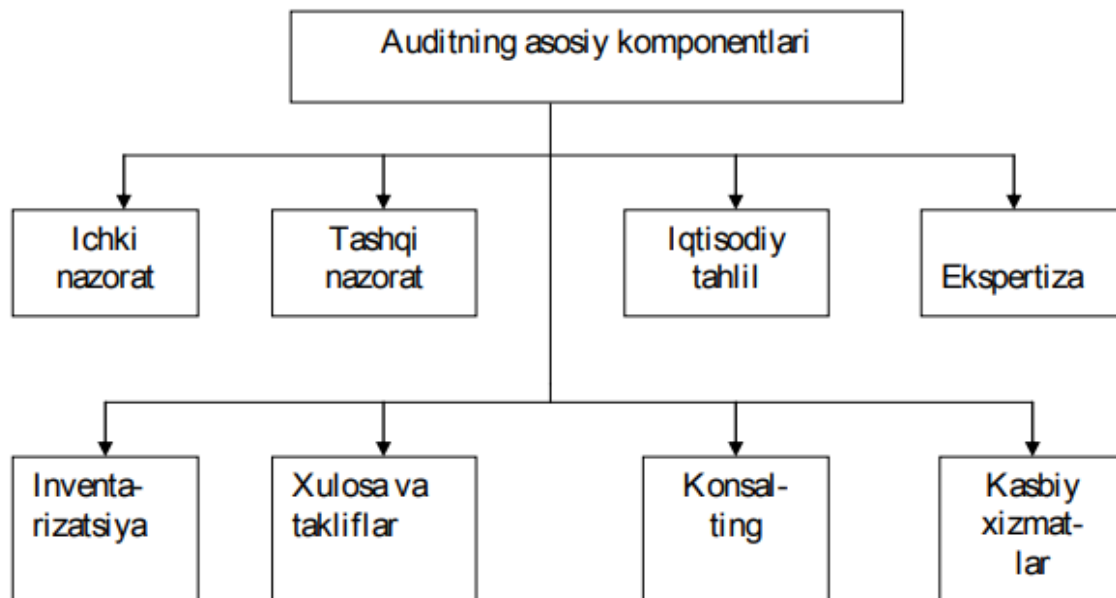 Auditning asosiy komponentlari
Ichki
nazorat
Tashqi
nazorat
Iqtisodiy
tahlil
Ekspertiza
Inventa-
rizatsiya
Xulosa va
takliflar
Konsal-
ting
Kasbiy
xizmat-
lar